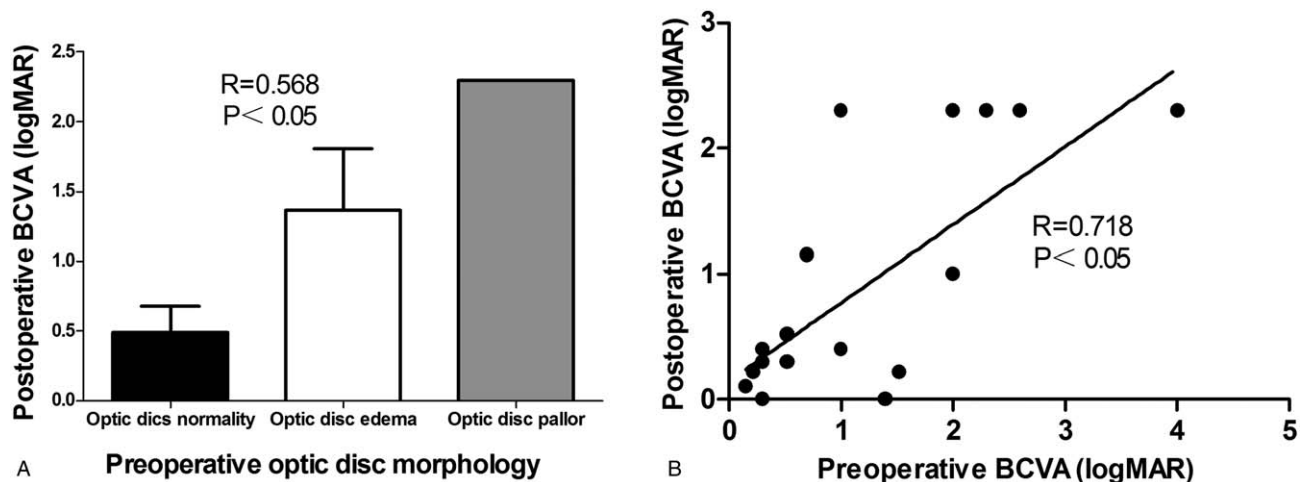 Postoperative BCVA (logMAR)
2.5
2.0
1.5
1.0
0.5
0.0
R=0.568
P< 0.05
Optic dics normality Optic disc edema Optic disc pallor
A Preoperative optic disc morphology
Postoperative BCVA (logMAR)
3
2
1
0
R=0.718
P< 0.05
0 1 2 3 4 5
B Preoperative BCVA (logMAR)